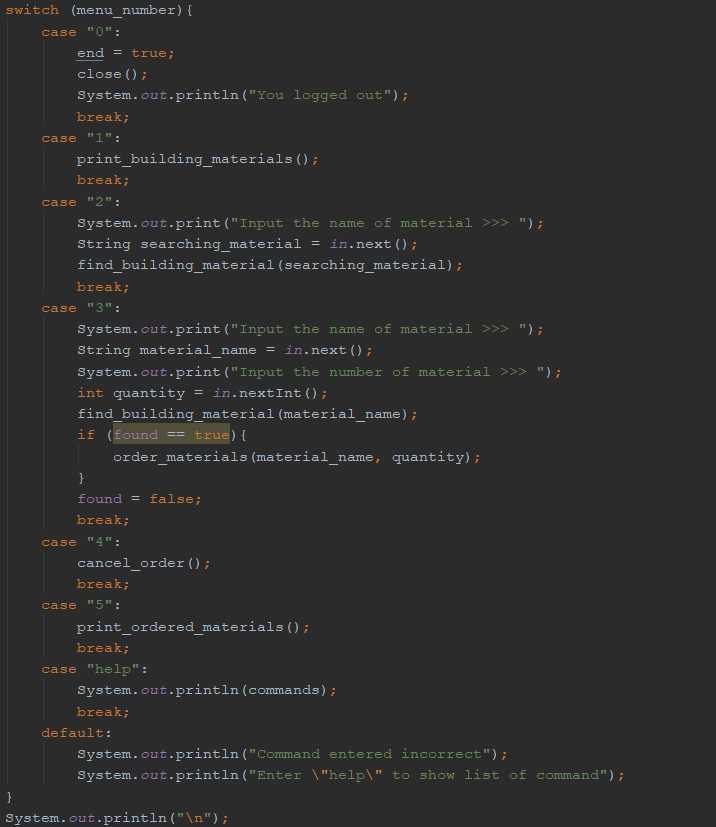 switch (menu_number){
    case "0":
        end = true;
        close();
        System.out.println("You logged out");
        break;
    case "1":
        print_building_materials();
        break;
    case "2":
        System.out.print("Input the name of material >>> ");
        String searching_material = in.next();
        find_building_material(searching_material);
        break;
    case "3":
        System.out.print("Input the name of material >>> ");
        String material_name = in.next();
        System.out.print("Input the number of material >>> ");
        int quantity = in.nextInt();
        find_building_material(material_name);
        if (found == true){
            order_materials(material_name, quantity);
        }
        found = false;
        break;
    case "4":
        cancel_order();
        break;
    case "5":
        print_ordered_materials();
        break;
    case "help":
        System.out.println(commands);
        break;
    default:
        System.out.println("Command entered incorrect");
        System.out.println("Enter \"help\" to show list of command");
}
System.out.println("\n");